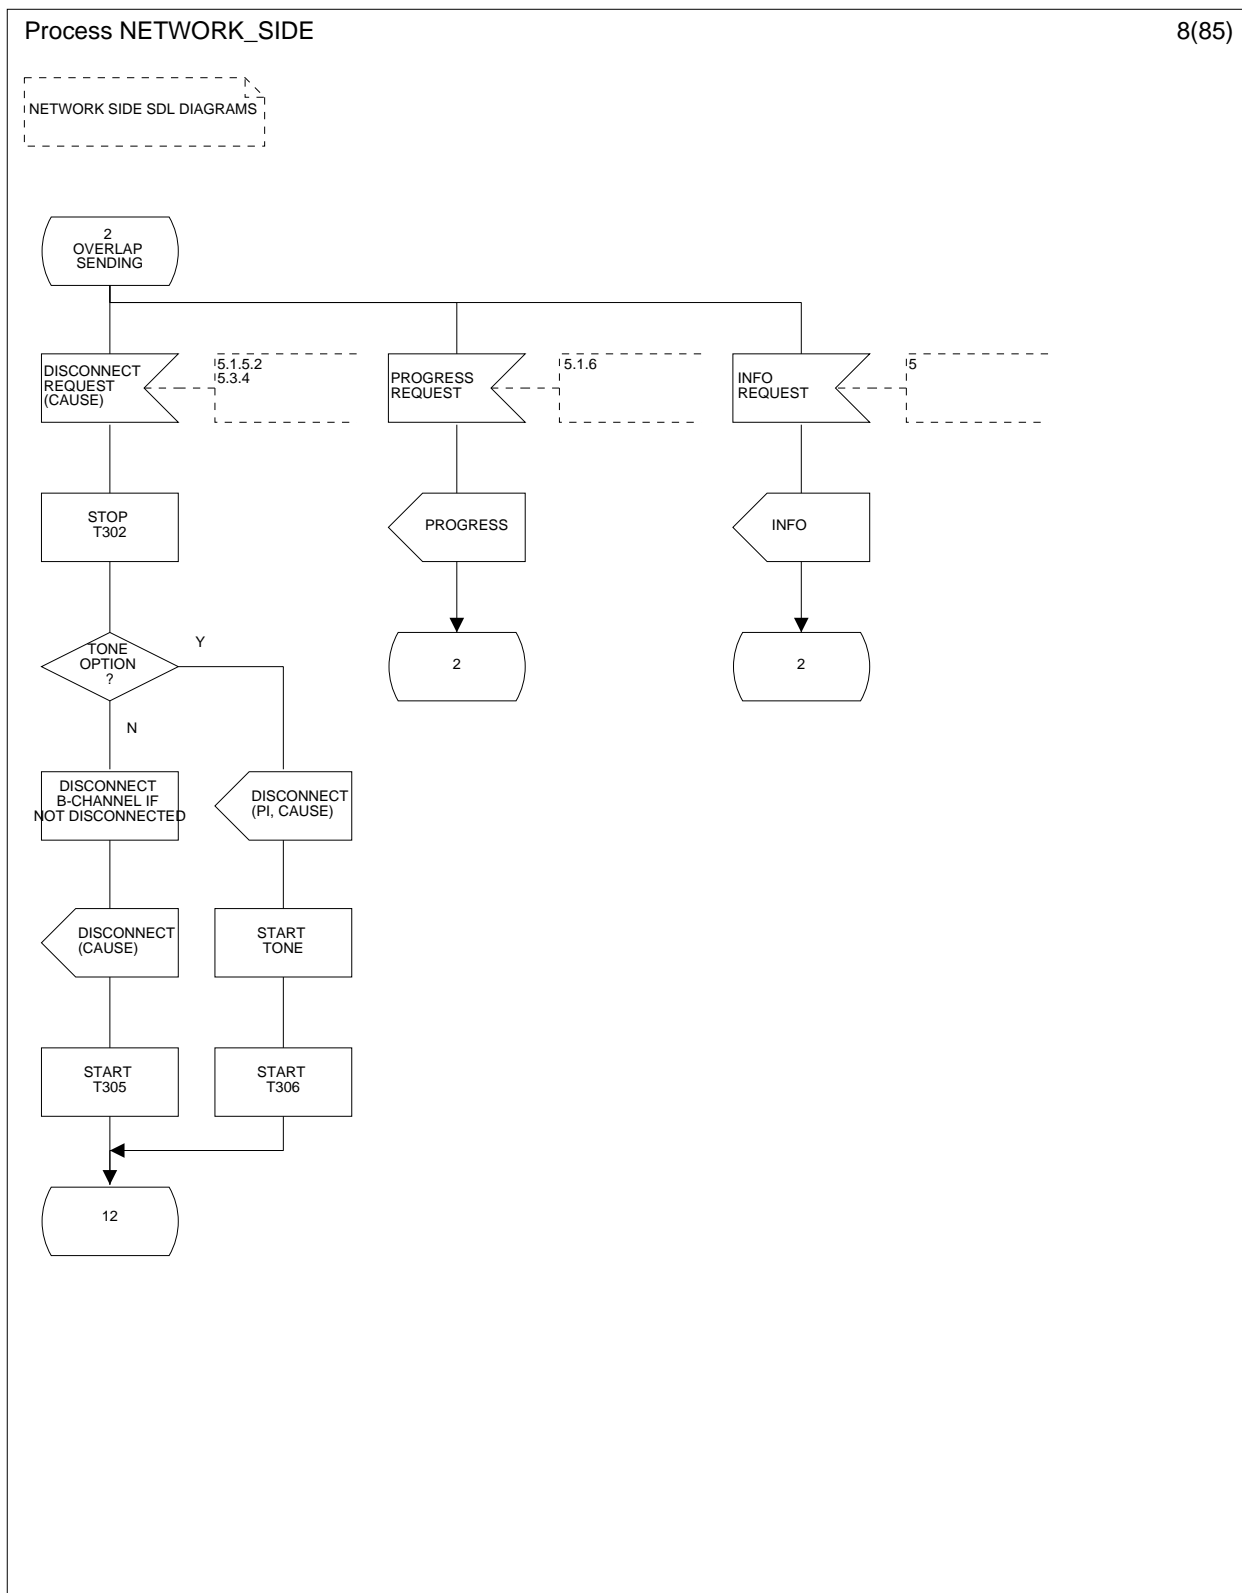 Process NETWORK_SIDE
8(85)
NETWORK SIDE SDL DIAGRAMS
2
OVERLAP
SENDING
DISCONNECT
REQUEST
(CAUSE)
5.1.5.2
5.3.4
PROGRESS
REQUEST
5.1.6
INFO
REQUEST
5
STOP
T302
PROGRESS
INFO
TONE
OPTION
?
Y
2
2
N
DISCONNECT
B-CHANNEL IF
NOT DISCONNECTED
DISCONNECT
(PI, CAUSE)
DISCONNECT
(CAUSE)
START
TONE
START
T305
START
T306
12